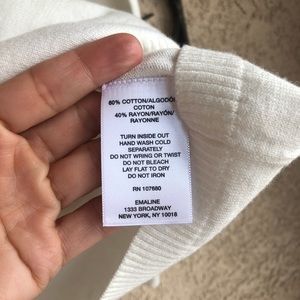 60% COTTON/ALGODÓN/
COTON
40% RAYON/RAYÓN/
RAYONNE
TURN INSIDE OUT
HAND WASH COLD
SEPARATELY
DO NOT WRING OR TWIST
DO NOT BLEACH
LAY FLAT TO DRY
DO NOT IRON
RN 107880
EMALINE
1333 BROADWAY
NEW YORK, NY 10018